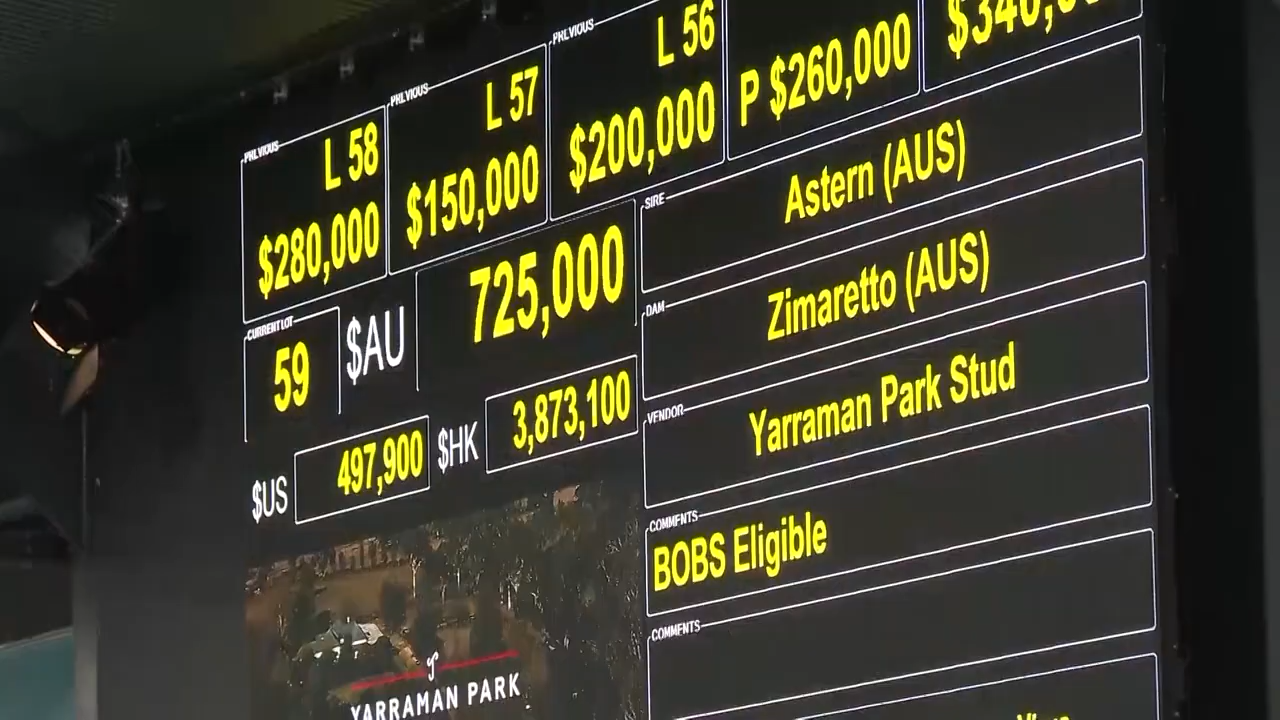 PREVIOUS
L 58
$280,000
PREVIOUS
L 57
$150,000
PREVIOUS
L 56
$200,000
P $260,000
CURRENT LOT
59
$AU
725,000
$US
497,900
$HK
3,873,100
SIRE
Astern (AUS)
DAM
Zimaretto (AUS)
VENDOR
Yarraman Park Stud
COMMENTS
BOBS Eligible
COMMENTS
YARRAMAN PARK